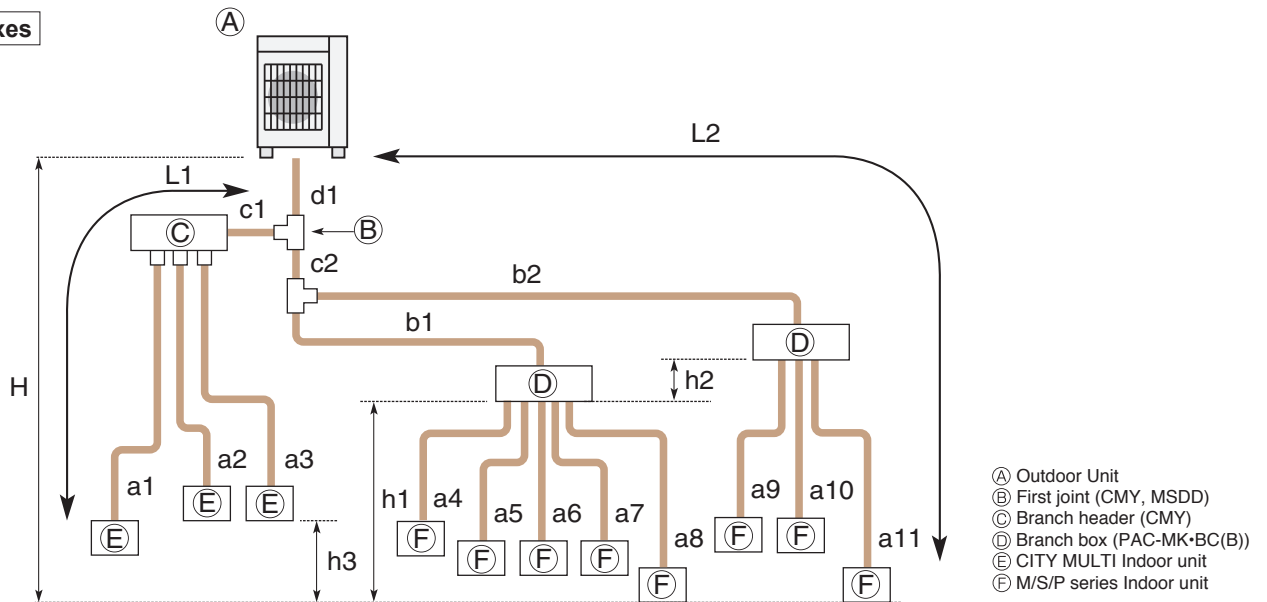 xes
Ⓐ
L2
L1
d1
c1
Ⓑ
Ⓒ
c2
b2
b1
Ⓓ
Ⓓ
h2
H
a1
a2
a3
h1
a4
a5
a6
a7
a8
a9
a10
a11
Ⓔ
Ⓔ
Ⓔ
h3
Ⓕ
Ⓕ
Ⓕ
Ⓕ
Ⓕ
Ⓕ
Ⓕ
Ⓕ
Ⓐ Outdoor Unit
Ⓑ First joint (CMY, MSDD)
Ⓒ Branch header (CMY)
Ⓓ Branch box (PAC-MK•BC(B))
Ⓔ CITY MULTI Indoor unit
Ⓕ M/S/P series Indoor unit